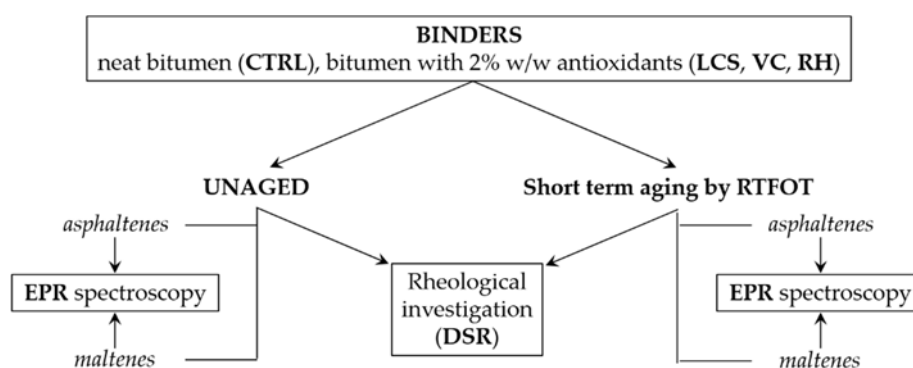 BINDERS
neat bitumen (CTRL), bitumen with 2% w/w antioxidants (LCS, VC, RH)
UNAGED
Short term aging by RTFOT
asphaltenes
asphaltenes
EPR spectroscopy
Rheological
investigation
(DSR)
EPR spectroscopy
maltenes
maltenes